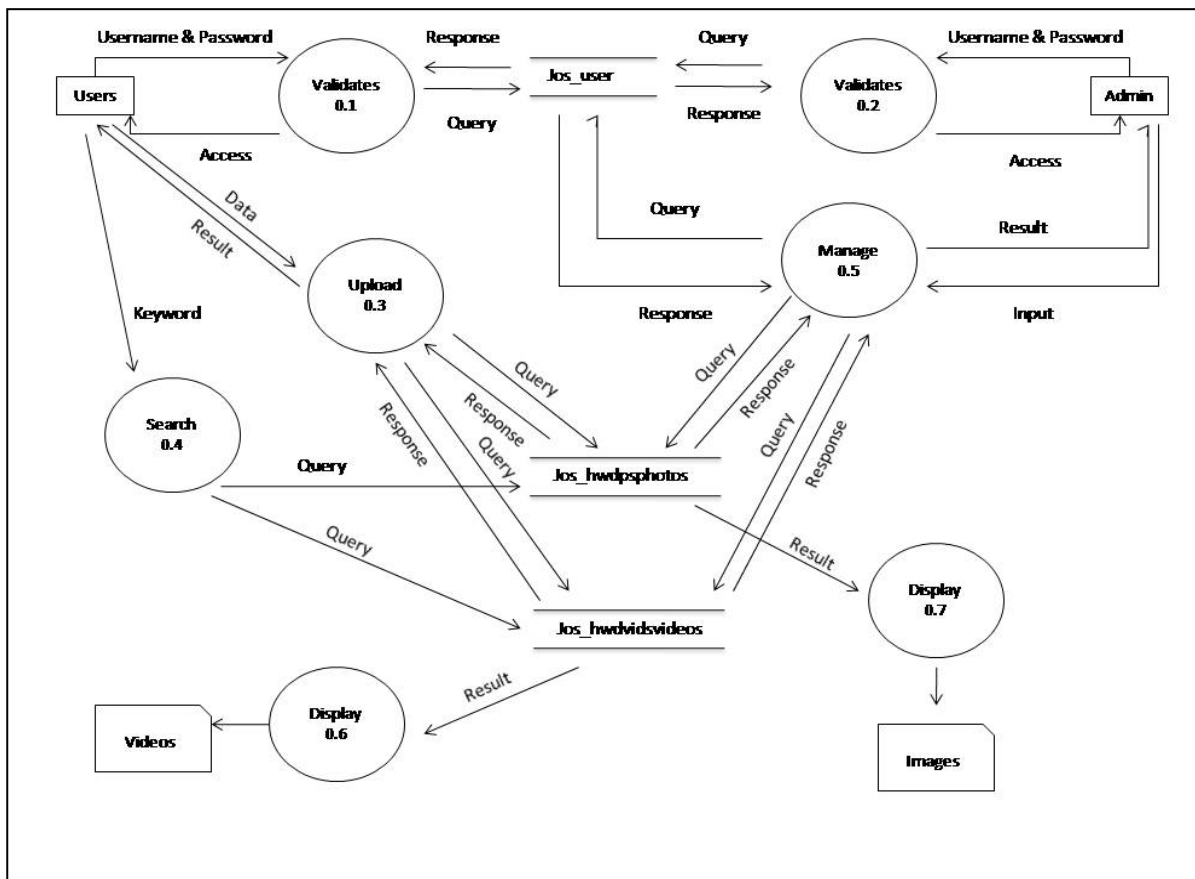 Username & Password
Response
Query
Username & Password
Users
Validates
0.1
Jos_user
Validates
0.2
Admin
Query
Response
Access
Access
Data
Result
Query
Manage
0.5
Result
Upload
0.3
Keyword
Response
Input
Query
Response
Query
Response
Search
0.4
Response
Query
Query
Response
Query
Jos_hwdpsphotos
Query
Result
Display
0.7
Jos_hwdvidsvideos
Result
Display
0.6
Videos
Images